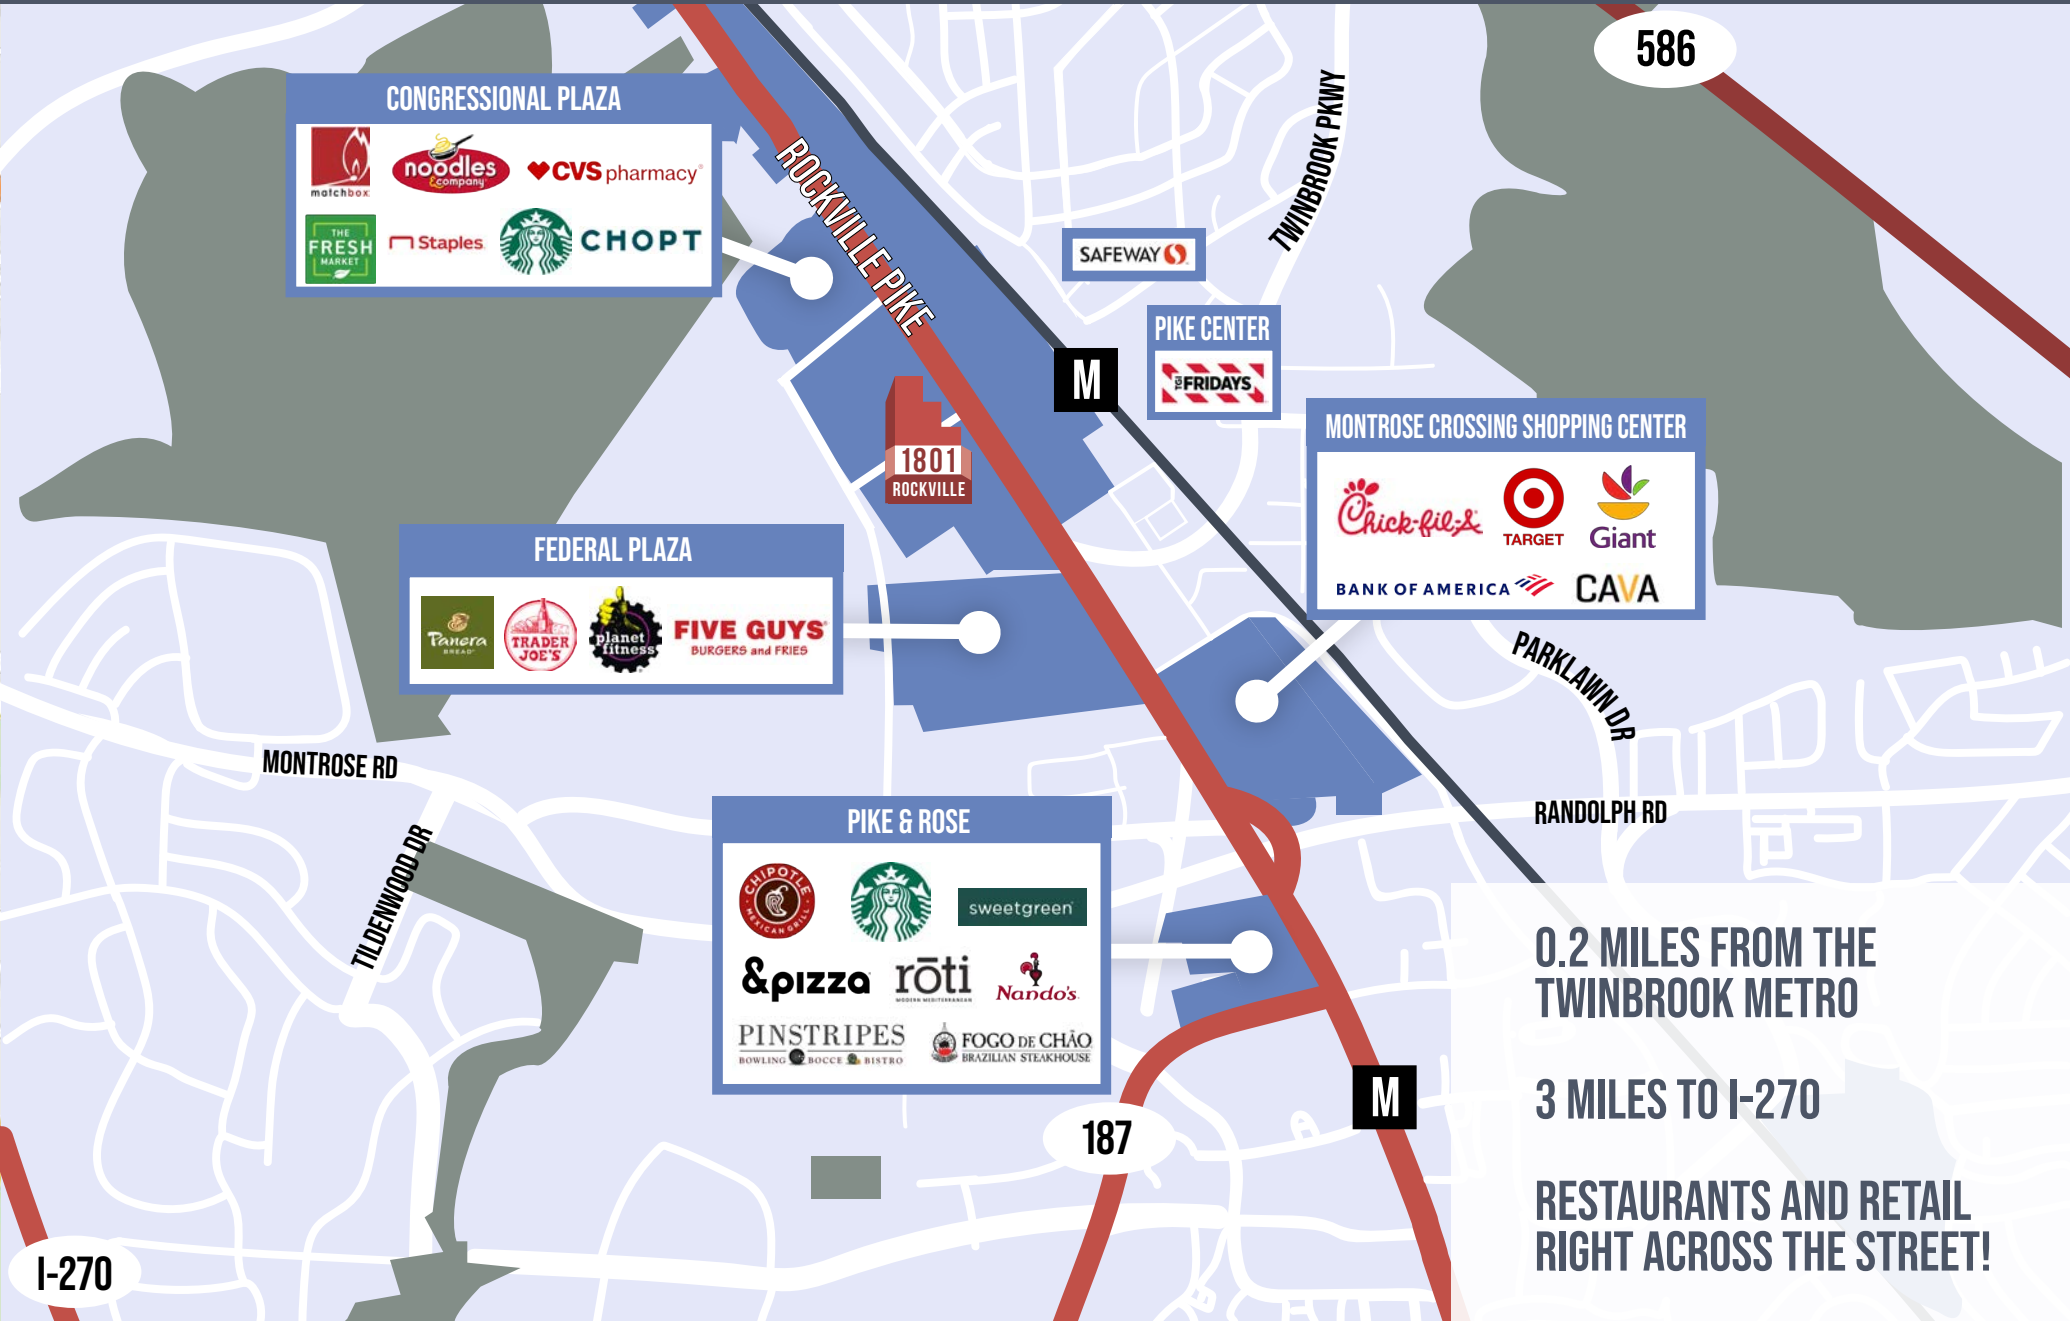 586
CONGRESSIONAL PLAZA
matchbox
noodles
&company
CVS pharmacy
THE
FRESH
MARKET
Staples
CHOPT
ROCKVILLE PIKE
TWINBROOK PKWY
SAFEWAY
PIKE CENTER
TGI FRIDAYS
M
1801
ROCKVILLE
MONTROSE CROSSING SHOPPING CENTER
Chick-fil-A
TARGET
Giant
BANK OF AMERICA
CAVA
FEDERAL PLAZA
Panera
BREAD
TRADER
JOE'S
planet
fitness
FIVE GUYS
BURGERS and FRIES
PARKLAWN DR
MONTROSE RD
RANDOLPH RD
TILDENWOOD DR
PIKE & ROSE
CHIPOTLE
MEXICAN GRILL
sweetgreen
&pizza
rōti
MODERN MEDITERRANEAN
Nando's
PINSTRIPES
BOWLING BOCCE BISTRO
FOGO DE CHÃO
BRAZILIAN STEAKHOUSE
0.2 MILES FROM THE
TWINBROOK METRO
3 MILES TO I-270
RESTAURANTS AND RETAIL
RIGHT ACROSS THE STREET!
M
187
I-270